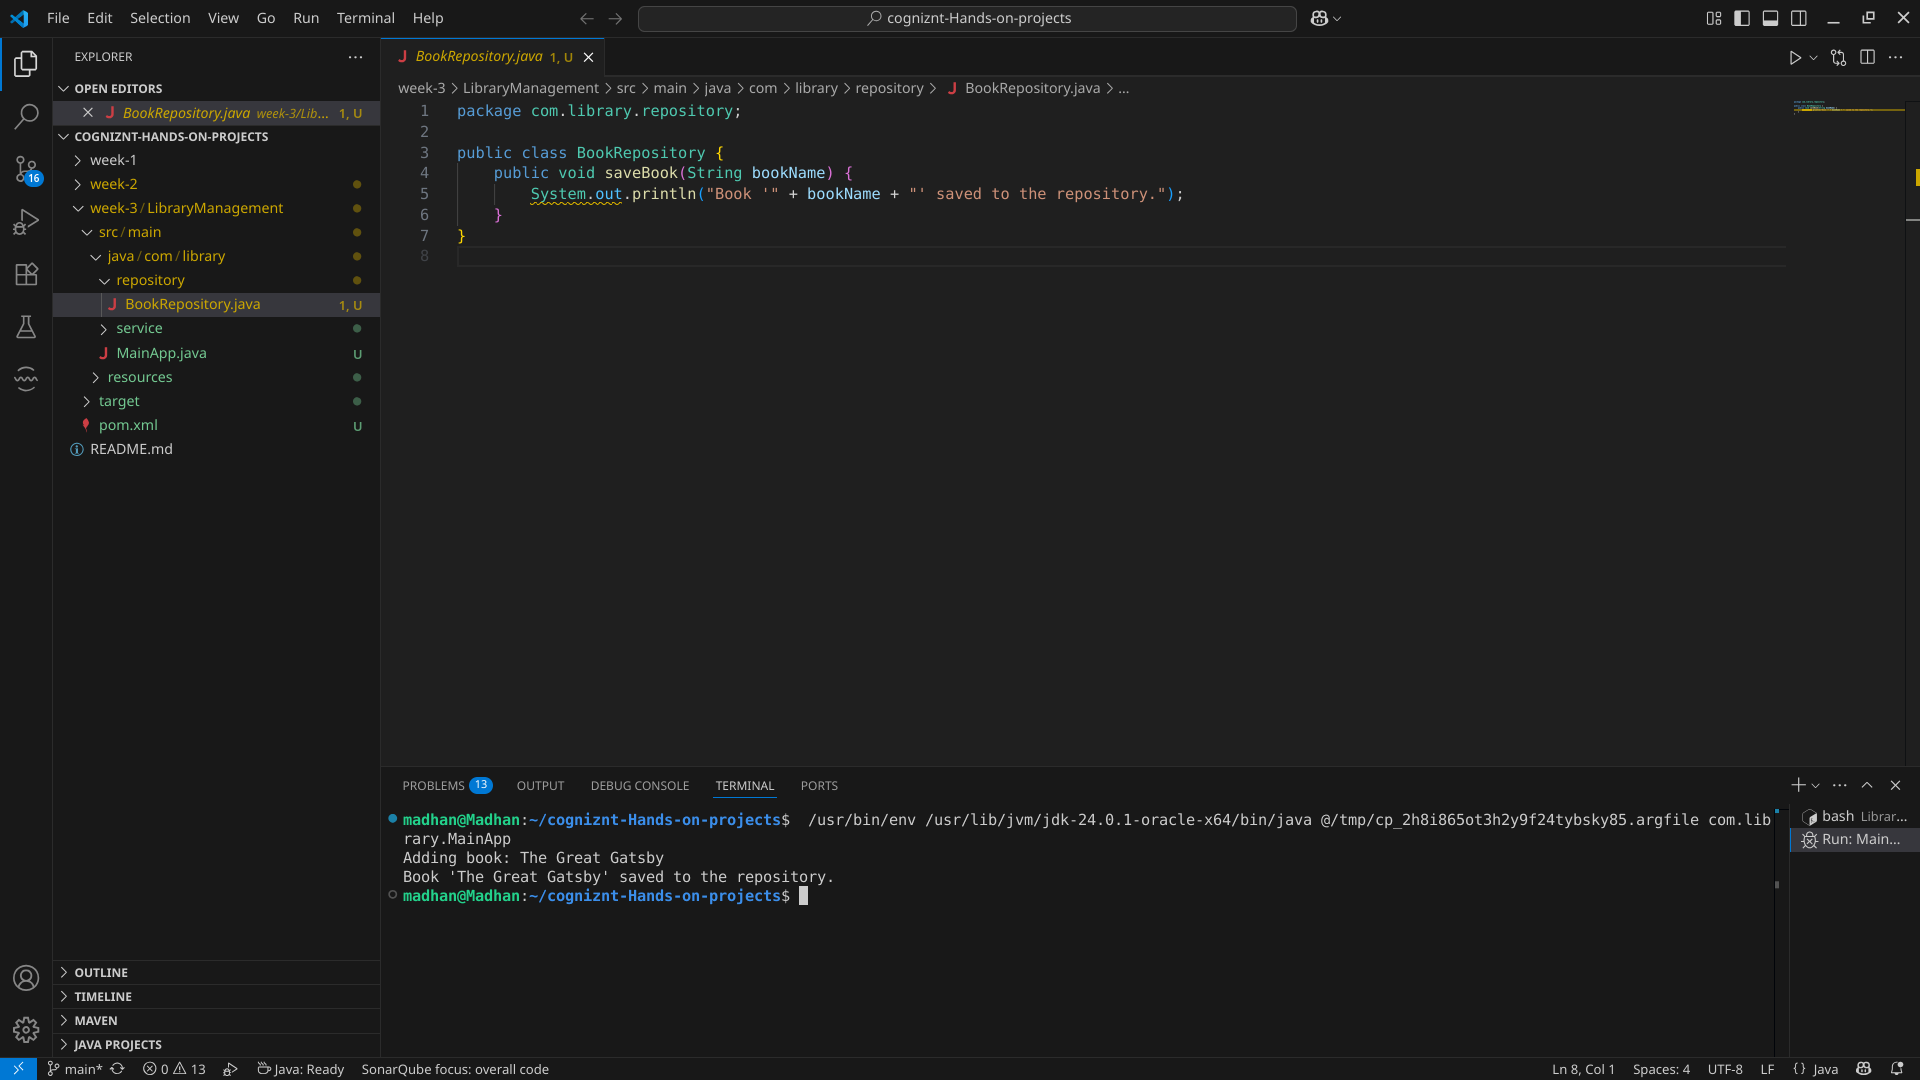 File Edit Selection View Go Run Terminal Help
cogniznt-Hands-on-projects
EXPLORER
OPEN EDITORS
BookRepository.java week-3/Lib... 1, U
COGNIZNT-HANDS-ON-PROJECTS
week-1
week-2
week-3 / LibraryManagement
src / main
java / com / library
repository
BookRepository.java 1, U
service
MainApp.java U
resources
target
pom.xml U
README.md
OUTLINE
TIMELINE
MAVEN
JAVA PROJECTS
16
BookRepository.java 1, U
week-3 > LibraryManagement > src > main > java > com > library > repository > BookRepository.java > ...
1 package com.library.repository;
2
3 public class BookRepository {
4 public void saveBook(String bookName) {
5 System.out.println("Book '" + bookName + "' saved to the repository.");
6 }
7 }
8
PROBLEMS 13 OUTPUT DEBUG CONSOLE TERMINAL PORTS
madhan@Madhan:~/cogniznt-Hands-on-projects$ /usr/bin/env /usr/lib/jvm/jdk-24.0.1-oracle-x64/bin/java @/tmp/cp_2h8i865ot3h2y9f24tybsky85.argfile com.lib
rary.MainApp
Adding book: The Great Gatsby
Book 'The Great Gatsby' saved to the repository.
madhan@Madhan:~/cogniznt-Hands-on-projects$
bash Librar...
Run: Main...
main* 0 13 Java: Ready SonarQube focus: overall code
Ln 8, Col 1 Spaces: 4 UTF-8 LF {} Java